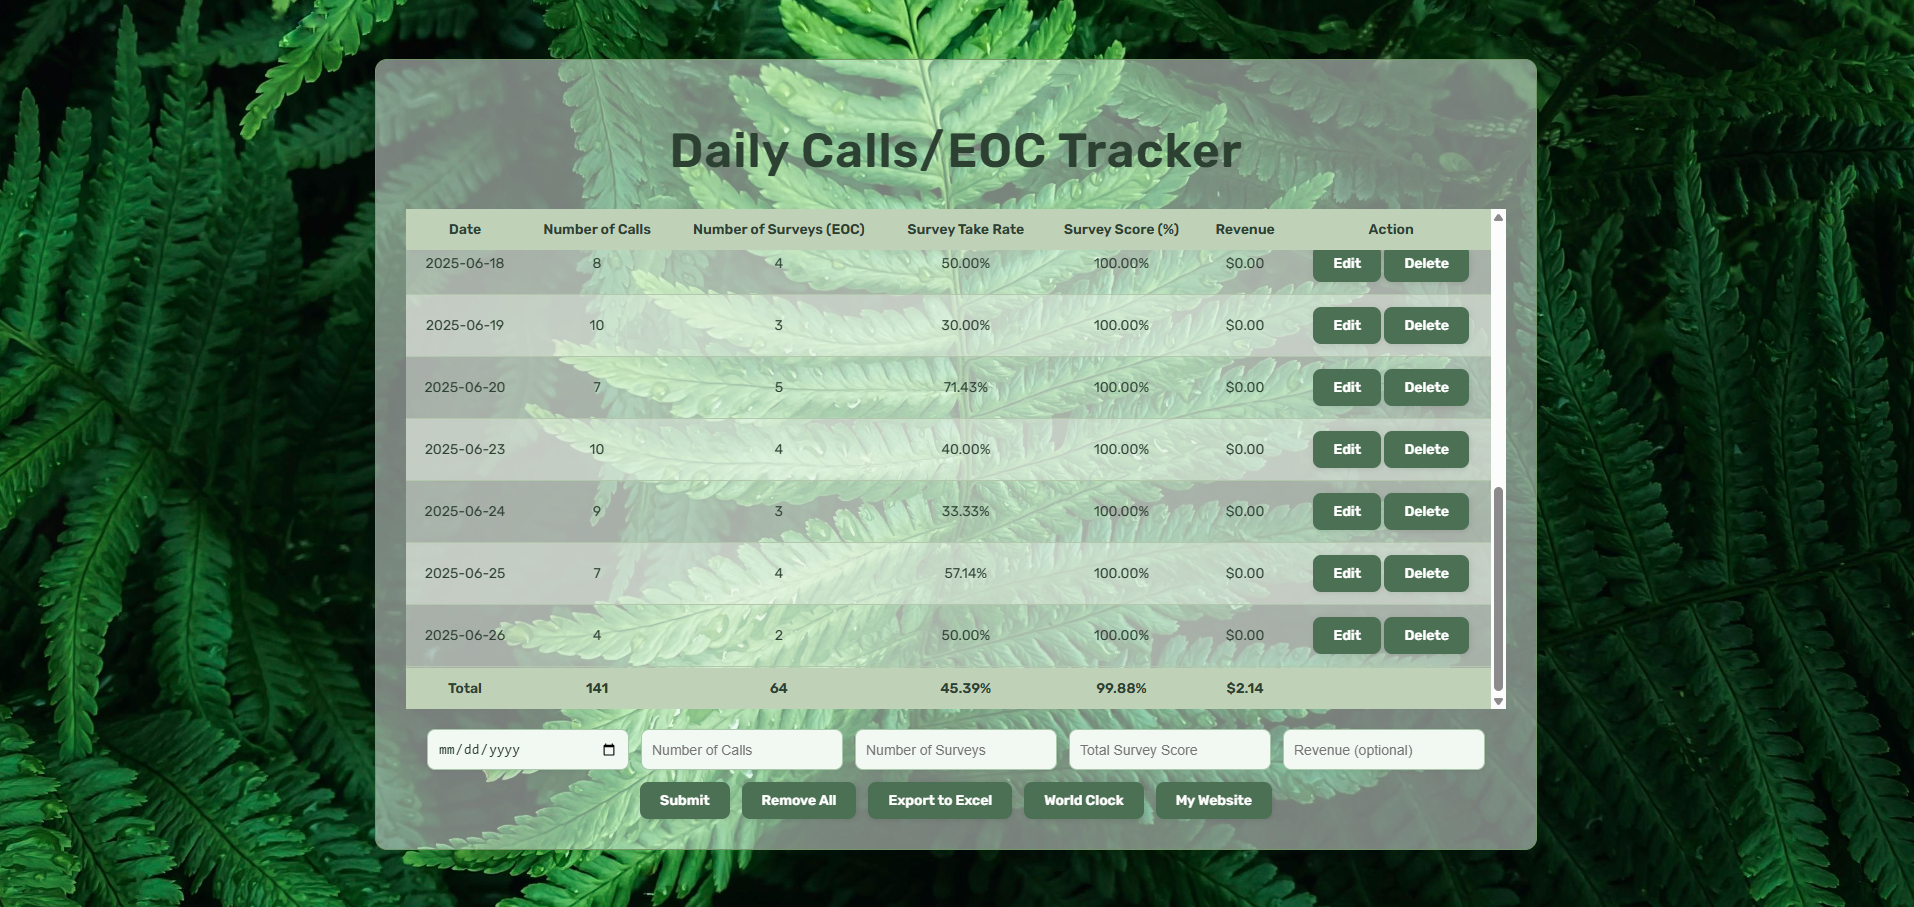 Daily Calls/EOC Tracker
Date Number of Calls Number of Surveys (EOC) Survey Take Rate Survey Score (%) Revenue Action
2025-06-18 8 4 50.00% 100.00% $0.00 Edit Delete
2025-06-19 10 3 30.00% 100.00% $0.00 Edit Delete
2025-06-20 7 5 71.43% 100.00% $0.00 Edit Delete
2025-06-23 10 4 40.00% 100.00% $0.00 Edit Delete
2025-06-24 9 3 33.33% 100.00% $0.00 Edit Delete
2025-06-25 7 4 57.14% 100.00% $0.00 Edit Delete
2025-06-26 4 2 50.00% 100.00% $0.00 Edit Delete
Total 141 64 45.39% 99.88% $2.14
mm/dd/yyyy Number of Calls Number of Surveys Total Survey Score Revenue (optional)
Submit Remove All Export to Excel World Clock My Website